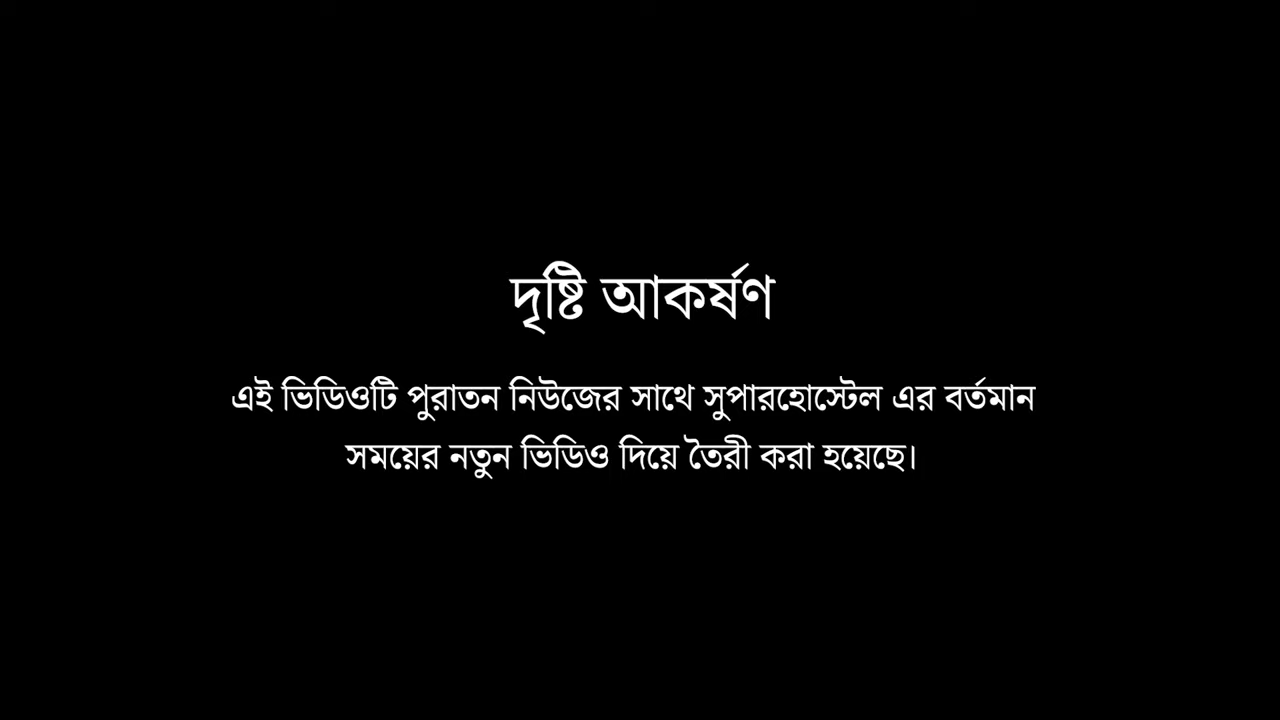 দৃষ্টি আকর্ষণ
এই ভিডিওটি পুরাতন নিউজের সাথে সুপারহোস্টেল এর বর্তমান
সময়ের নতুন ভিডিও দিয়ে তৈরী করা হয়েছে।